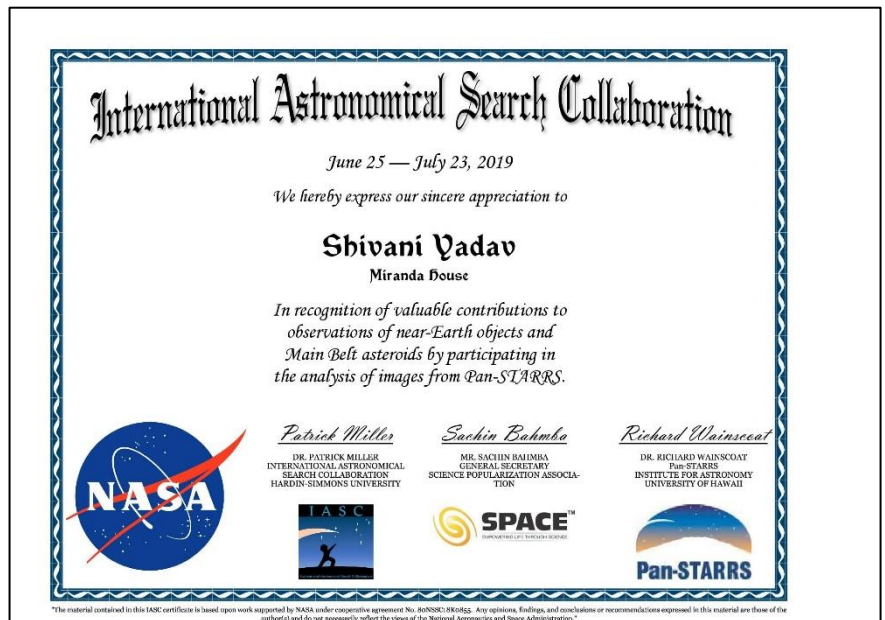 International Astronomical Search Collaboration
June 25 — July 23, 2019
We hereby express our sincere appreciation to
Shivani Yadav
Miranda House
In recognition of valuable contributions to
observations of near-Earth objects and
Main Belt asteroids by participating in
the analysis of images from Pan-STARRS.
Patrick Miller
DR. PATRICK MILLER
INTERNATIONAL ASTRONOMICAL
SEARCH COLLABORATION
HARDIN-SIMMONS UNIVERSITY
Sachin Bahmba
MR. SACHIN BAHMBA
GENERAL SECRETARY
SCIENCE POPULARIZATION ASSOCIA-
TION
Richard Wainscoat
DR. RICHARD WAINSCOAT
Pan-STARRS
INSTITUTE FOR ASTRONOMY
UNIVERSITY OF HAWAII
NASA
IASC
SPACE™
EMPOWERING LIFE THROUGH SCIENCE
Pan-STARRS
"The material contained in this IASC certificate is based upon work supported by NASA under cooperative agreement No. 80NSSC18K0855. Any opinions, findings, and conclusions or recommendations expressed in this material are those of the
author(s) and do not necessarily reflect the views of the National Aeronautics and Space Administration."